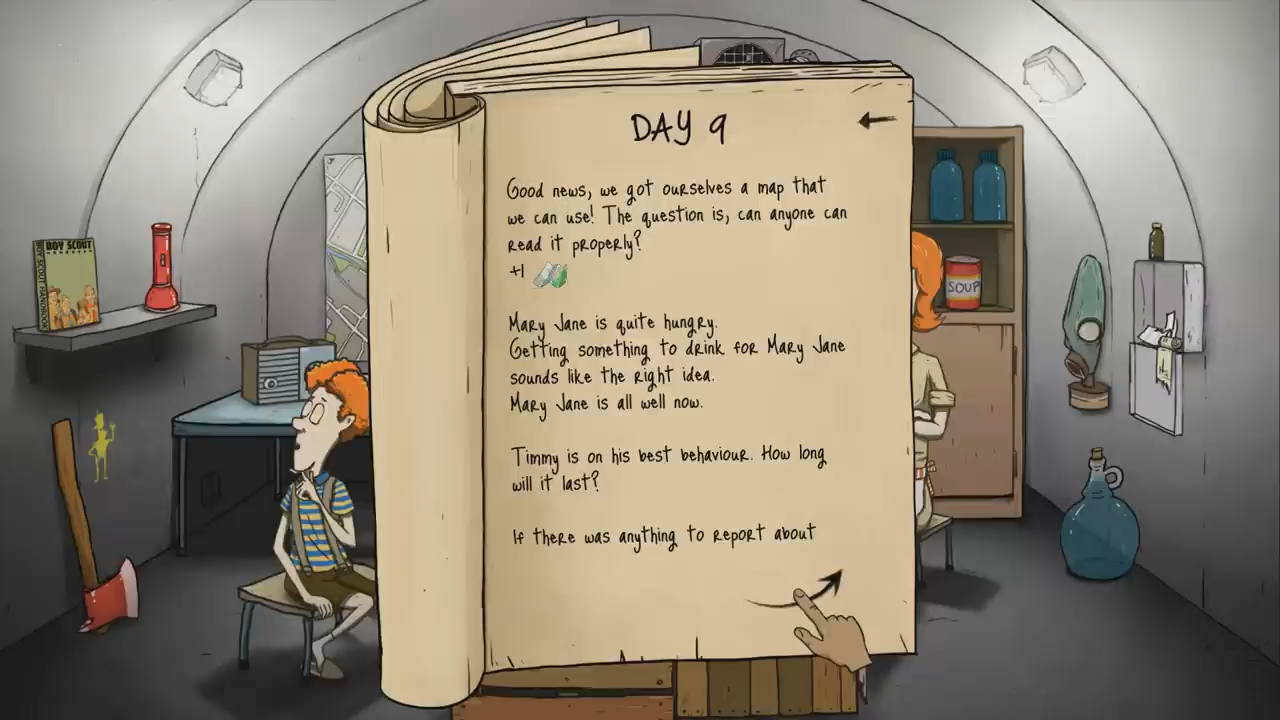 DAY 9
Good news, we got ourselves a map that
we can use! The question is, can anyone can
read it properly?
+1
Mary Jane is quite hungry.
Getting something to drink for Mary Jane
sounds like the right idea.
Mary Jane is all well now.
Timmy is on his best behaviour. How long
will it last?
If there was anything to report about
BOY SCOUT
BOY SCOUT HANDBOOK
SOUP